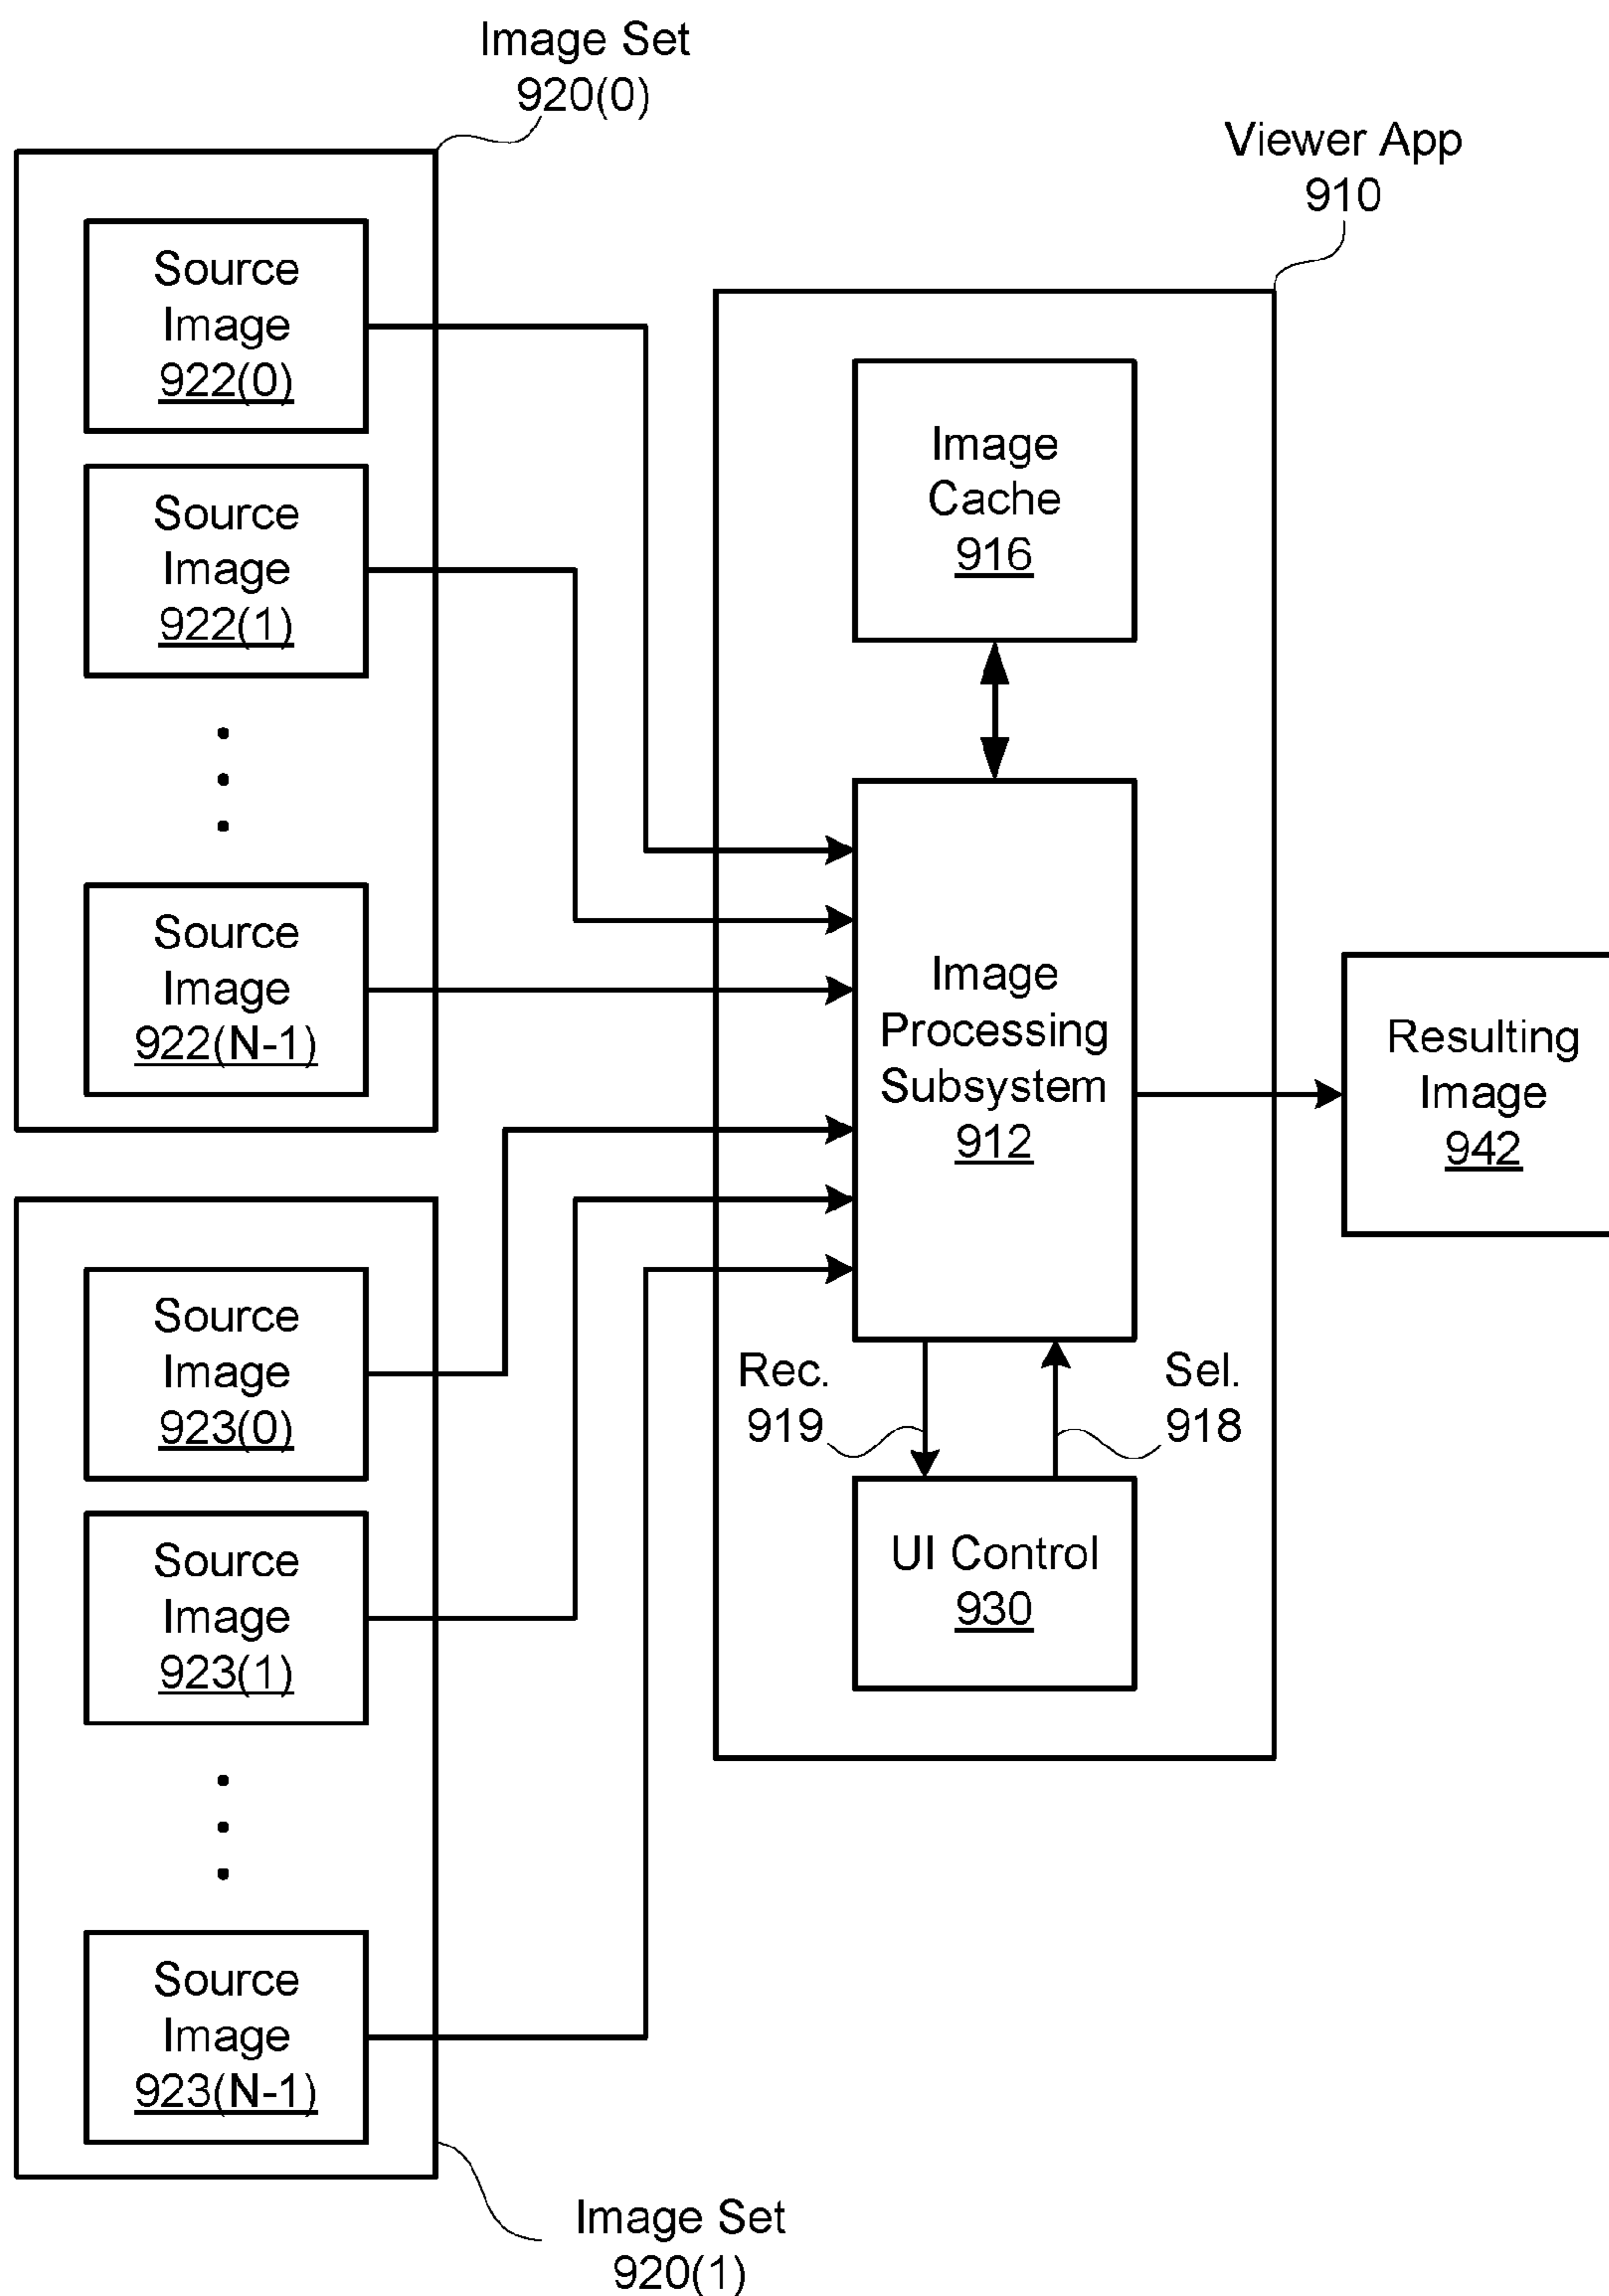 Image Set
920(0)
Viewer App
910
Source
Image
922(0)
Source
Image
922(1)
Source
Image
922(N-1)
Image
Cache
916
Image
Processing
Subsystem
912
Resulting
Image
942
Rec.
919
Sel.
918
UI Control
930
Source
Image
923(0)
Source
Image
923(1)
Source
Image
923(N-1)
Image Set
920(1)